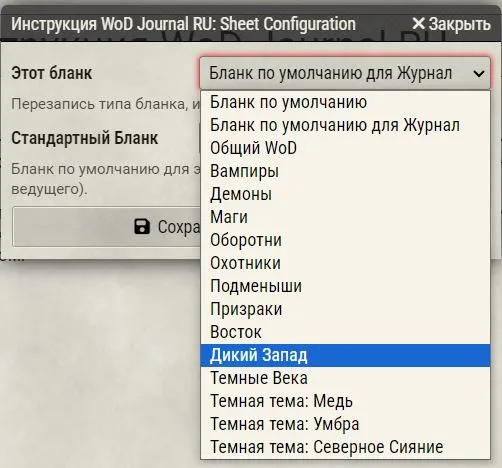 Инструкция WoD Journal RU: Sheet Configuration ✕ Закрыть
Этот бланк
Бланк по умолчанию для Журнал
Перезапись типа бланка, и
Стандартный Бланк
Бланк по умолчанию для э
ведущего).
Сохра
Бланк по умолчанию
Бланк по умолчанию для Журнал
Общий WoD
Вампиры
Демоны
Маги
Оборотни
Охотники
Подменыши
Призраки
Восток
Дикий Запад
Темные Века
Темная тема: Медь
Темная тема: Умбра
Темная тема: Северное Сияние